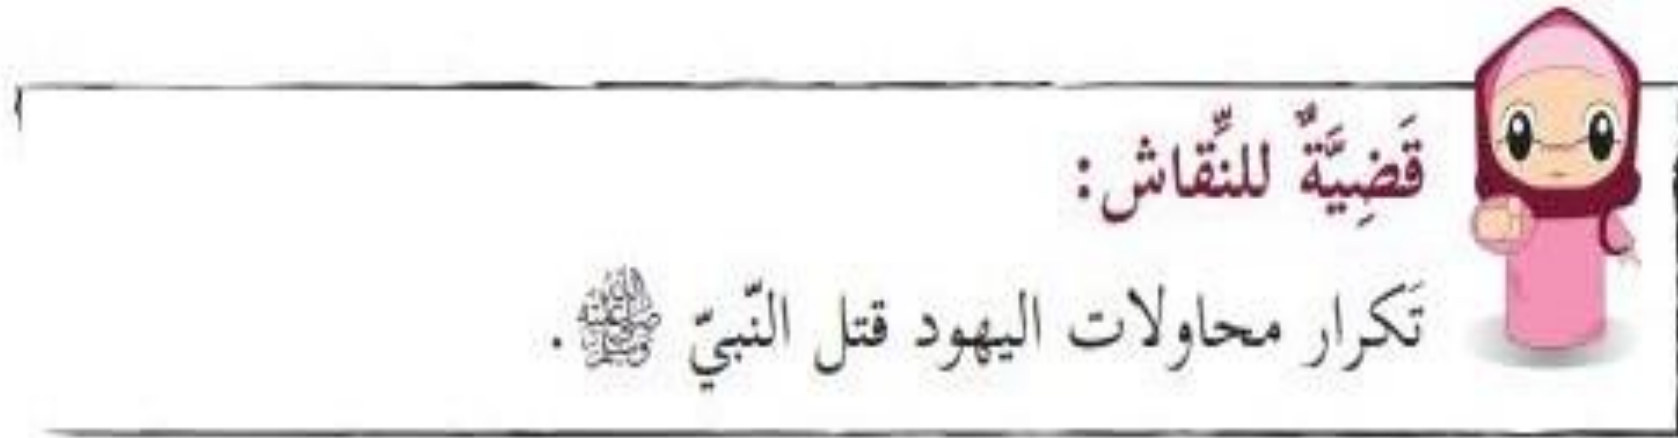 قَضِيَّةٌ للنِّقاش:
تَكرار محاولات اليهود قتل النّبيّ ﷺ.